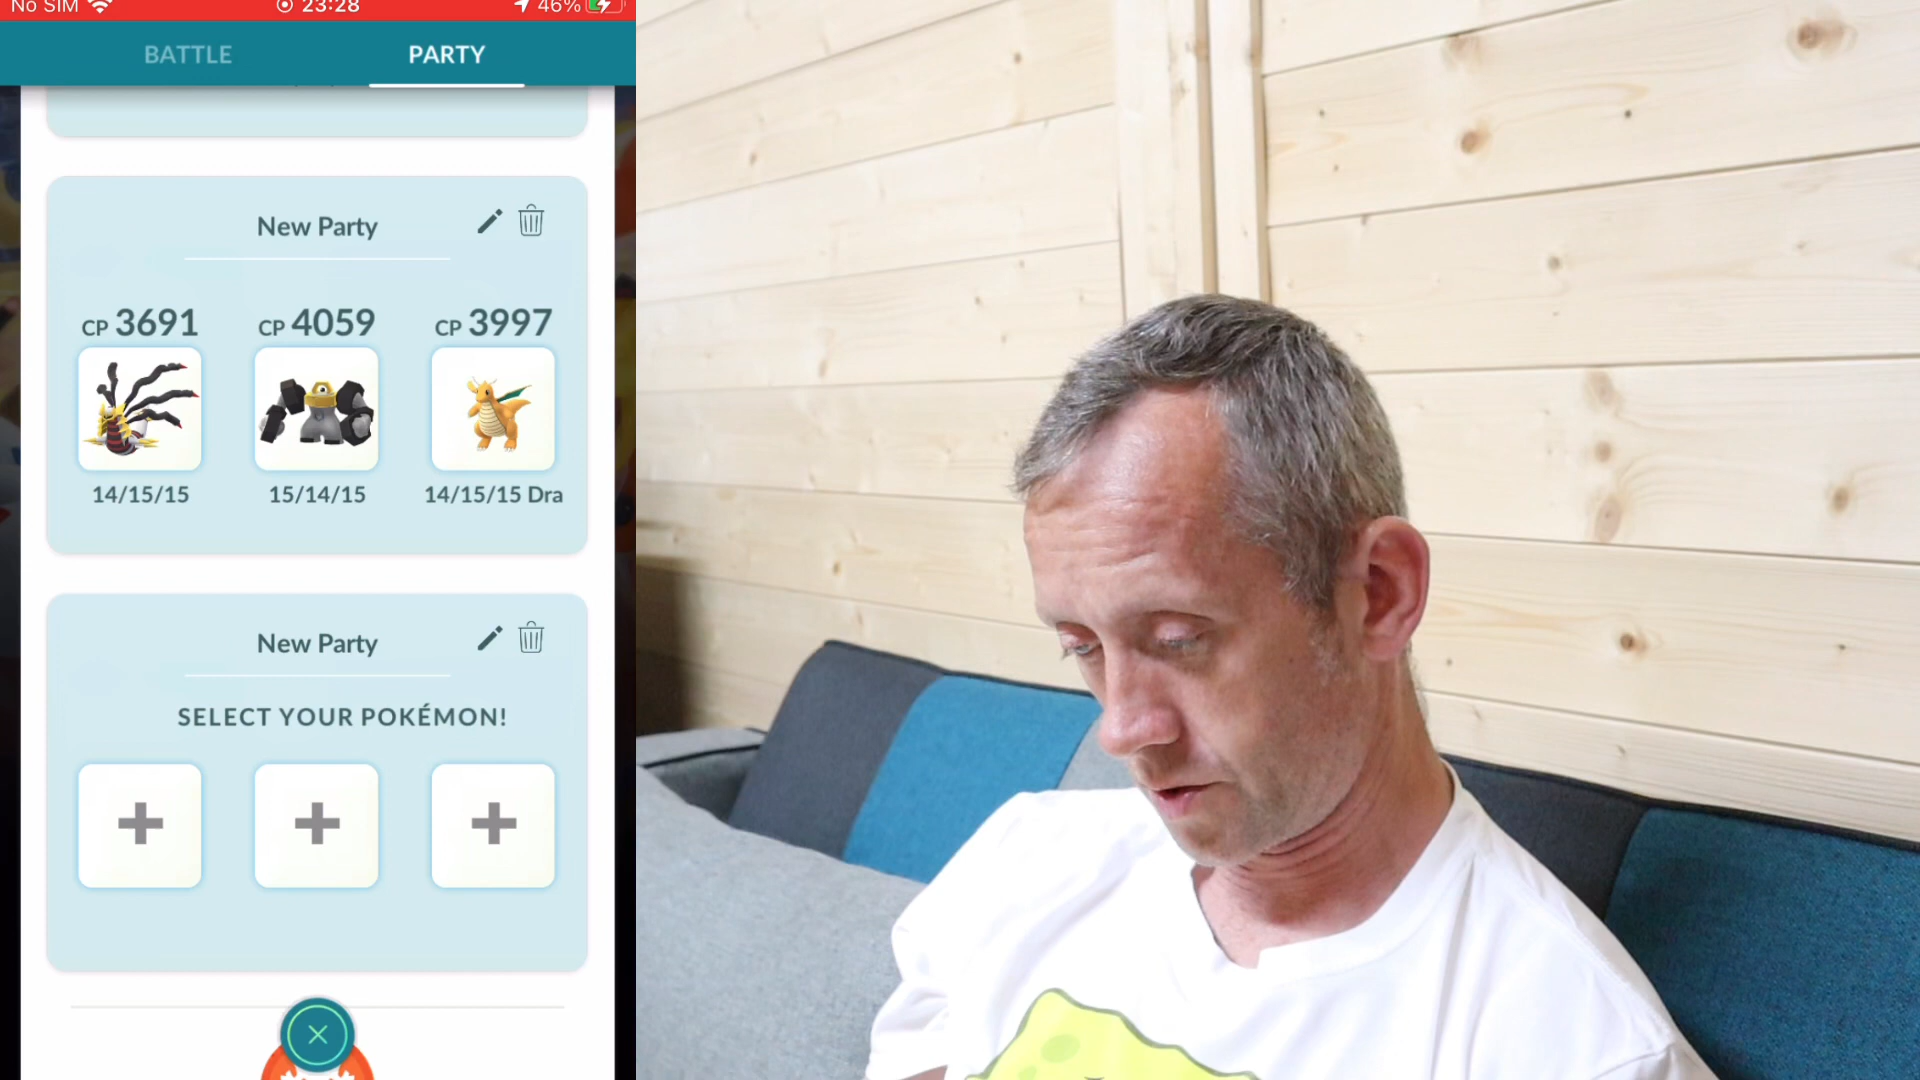 No SIM 23:28 46%
BATTLE PARTY
New Party
CP 3691 CP 4059 CP 3997
14/15/15 15/14/15 14/15/15 Dra
New Party
SELECT YOUR POKÉMON!